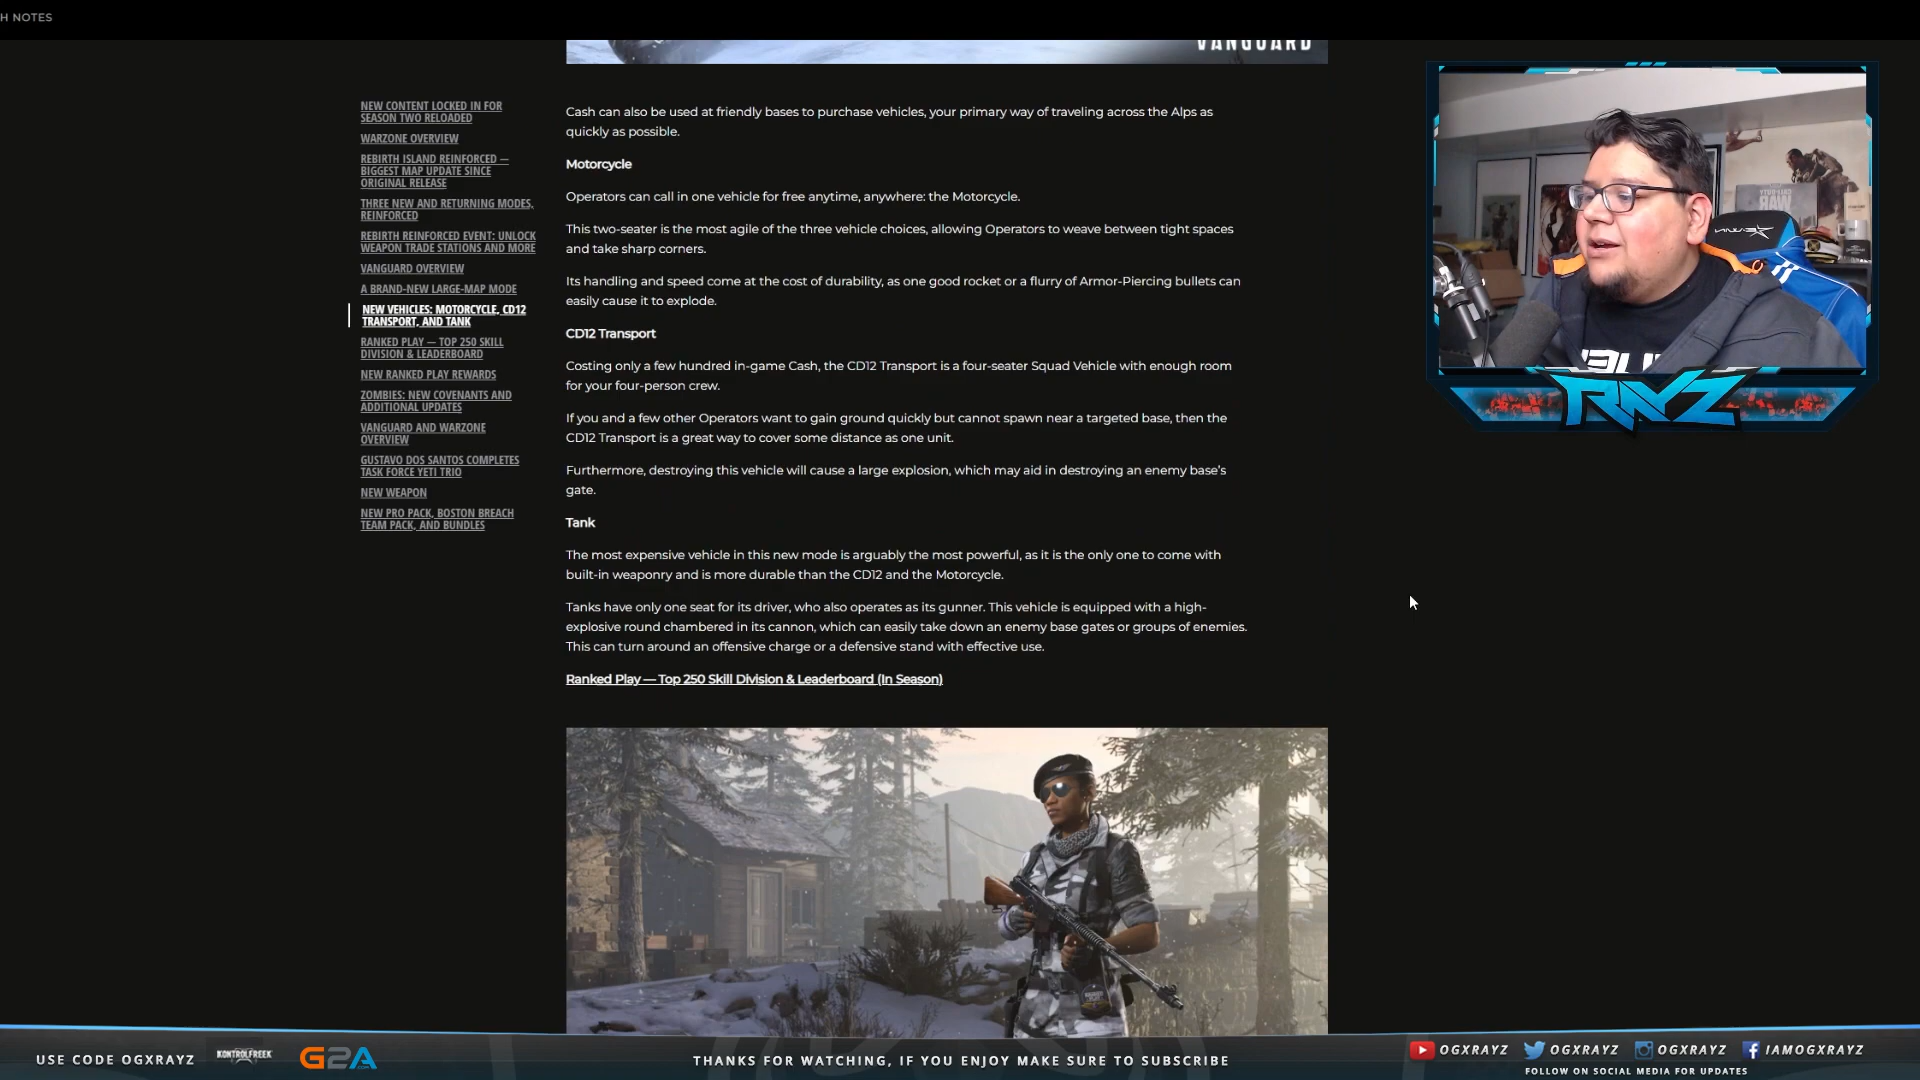 H NOTES
VANGUARD
NEW CONTENT LOCKED IN FOR
SEASON TWO RELOADED
WARZONE OVERVIEW
REBIRTH ISLAND REINFORCED —
BIGGEST MAP UPDATE SINCE
ORIGINAL RELEASE
THREE NEW AND RETURNING MODES,
REINFORCED
REBIRTH REINFORCED EVENT: UNLOCK
WEAPON TRADE STATIONS AND MORE
VANGUARD OVERVIEW
A BRAND-NEW LARGE-MAP MODE
NEW VEHICLES: MOTORCYCLE, CD12
TRANSPORT, AND TANK
RANKED PLAY — TOP 250 SKILL
DIVISION & LEADERBOARD
NEW RANKED PLAY REWARDS
ZOMBIES: NEW COVENANTS AND
ADDITIONAL UPDATES
VANGUARD AND WARZONE
OVERVIEW
GUSTAVO DOS SANTOS COMPLETES
TASK FORCE YETI TRIO
NEW WEAPON
NEW PRO PACK, BOSTON BREACH
TEAM PACK, AND BUNDLES
Cash can also be used at friendly bases to purchase vehicles, your primary way of traveling across the Alps as
quickly as possible.
Motorcycle
Operators can call in one vehicle for free anytime, anywhere: the Motorcycle.
This two-seater is the most agile of the three vehicle choices, allowing Operators to weave between tight spaces
and take sharp corners.
Its handling and speed come at the cost of durability, as one good rocket or a flurry of Armor-Piercing bullets can
easily cause it to explode.
CD12 Transport
Costing only a few hundred in-game Cash, the CD12 Transport is a four-seater Squad Vehicle with enough room
for your four-person crew.
If you and a few other Operators want to gain ground quickly but cannot spawn near a targeted base, then the
CD12 Transport is a great way to cover some distance as one unit.
Furthermore, destroying this vehicle will cause a large explosion, which may aid in destroying an enemy base's
gate.
Tank
The most expensive vehicle in this new mode is arguably the most powerful, as it is the only one to come with
built-in weaponry and is more durable than the CD12 and the Motorcycle.
Tanks have only one seat for its driver, who also operates as its gunner. This vehicle is equipped with a high-
explosive round chambered in its cannon, which can easily take down an enemy base gates or groups of enemies.
This can turn around an offensive charge or a defensive stand with effective use.
Ranked Play — Top 250 Skill Division & Leaderboard (In Season)
RAYZ
USE CODE OGXRAYZ
KONTROLFREEK
G2A
THANKS FOR WATCHING, IF YOU ENJOY MAKE SURE TO SUBSCRIBE
OGXRAYZ
OGXRAYZ
OGXRAYZ
IAMOGXRAYZ
FOLLOW ON SOCIAL MEDIA FOR UPDATES